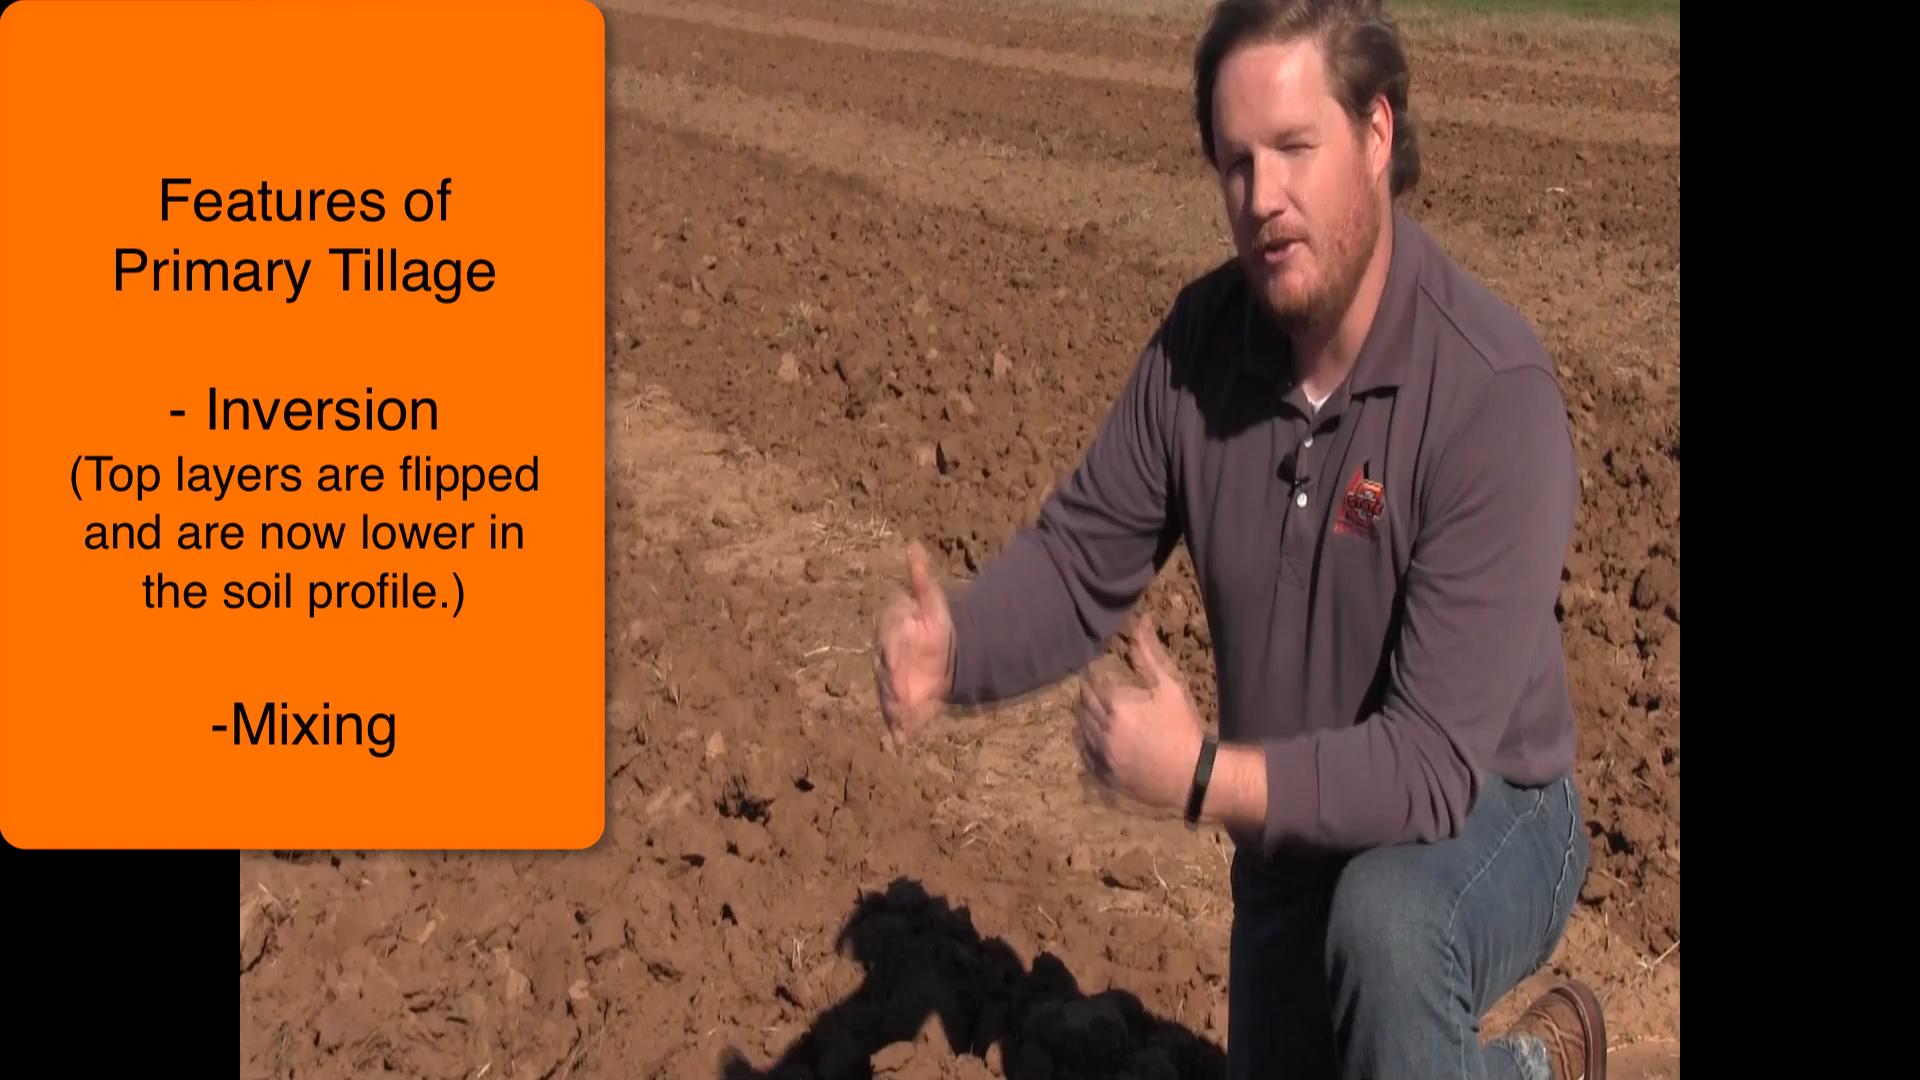 Features of
Primary Tillage
- Inversion
(Top layers are flipped
and are now lower in
the soil profile.)
-Mixing